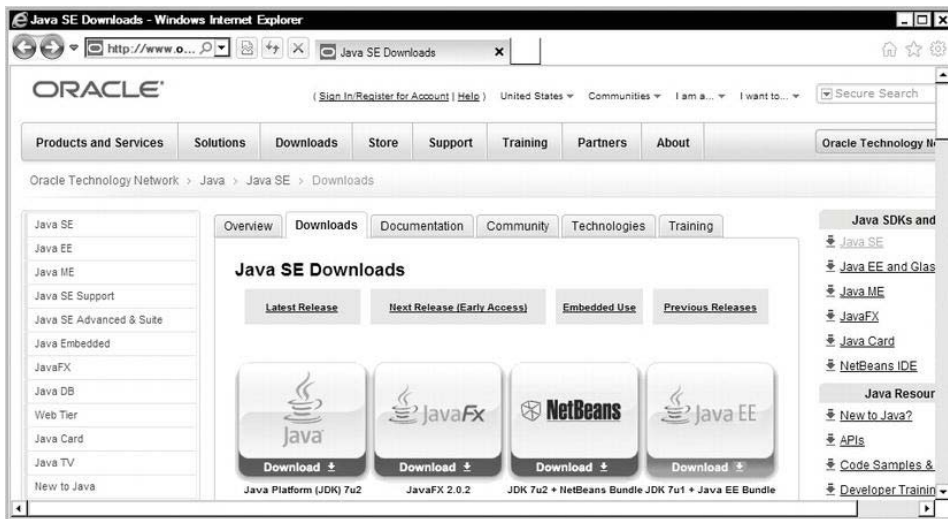 Java SE Downloads - Windows Internet Explorer
http://www.o...
Java SE Downloads
ORACLE
( Sign In/Register for Account | Help ) United States Communities I am a... I want to... Secure Search
Products and Services Solutions Downloads Store Support Training Partners About Oracle Technology N
Oracle Technology Network > Java > Java SE > Downloads
Java SE
Java EE
Java ME
Java SE Support
Java SE Advanced & Suite
Java Embedded
JavaFX
Java DB
Web Tier
Java Card
Java TV
New to Java
Overview Downloads Documentation Community Technologies Training
Java SE Downloads
Latest Release Next Release (Early Access) Embedded Use Previous Releases
Java JavaFX NetBeans Java EE
Download Download Download Download
Java Platform (JDK) 7u2 JavaFX 2.0.2 JDK 7u2 + NetBeans Bundle JDK 7u1 + Java EE Bundle
Java SDKs and
Java SE
Java EE and Glas
Java ME
JavaFX
Java Card
NetBeans IDE
Java Resour
New to Java?
APIs
Code Samples &
Developer Trainin